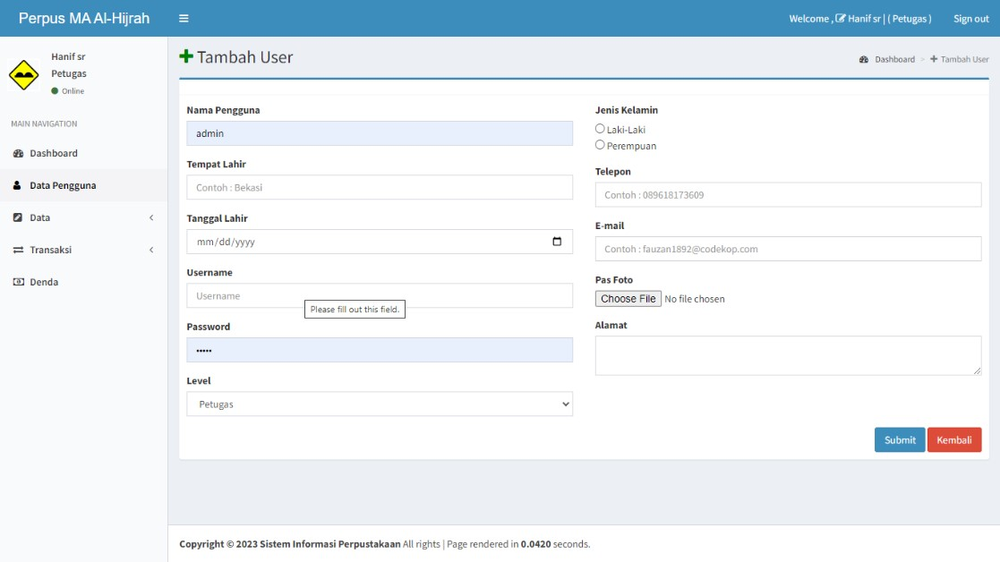 Perpus MA Al-Hijrah
Welcome , Hanif sr | ( Petugas ) Sign out
Hanif sr
Petugas
Online
MAIN NAVIGATION
Dashboard
Data Pengguna
Data
Transaksi
Denda
Tambah User
Dashboard > Tambah User
Nama Pengguna
admin
Tempat Lahir
Contoh : Bekasi
Tanggal Lahir
mm/dd/yyyy
Username
Username
Please fill out this field.
Password
•••••
Level
Petugas
Jenis Kelamin
Laki-Laki
Perempuan
Telepon
Contoh : 089618173609
E-mail
Contoh : fauzan1892@codekop.com
Pas Foto
Choose File No file chosen
Alamat
Submit Kembali
Copyright © 2023 Sistem Informasi Perpustakaan All rights | Page rendered in 0.0420 seconds.